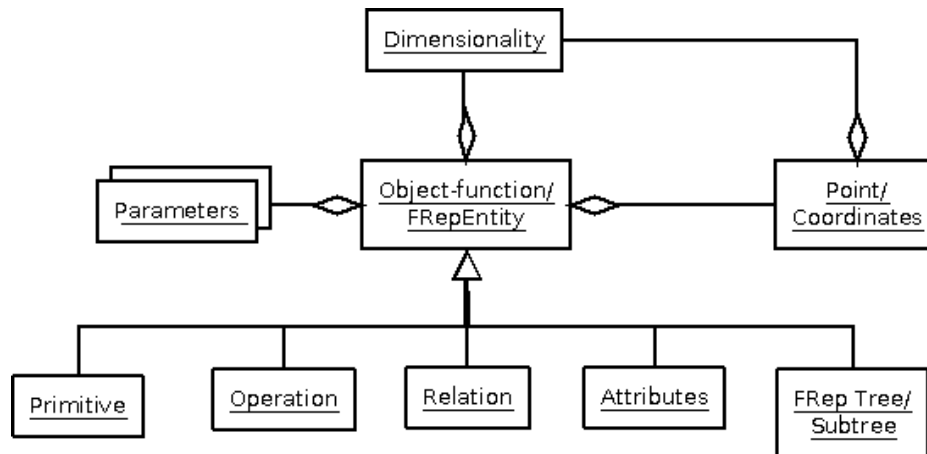 Dimensionality
Parameters
Object-function/
FRepEntity
Point/
Coordinates
Primitive
Operation
Relation
Attributes
FRep Tree/
Subtree